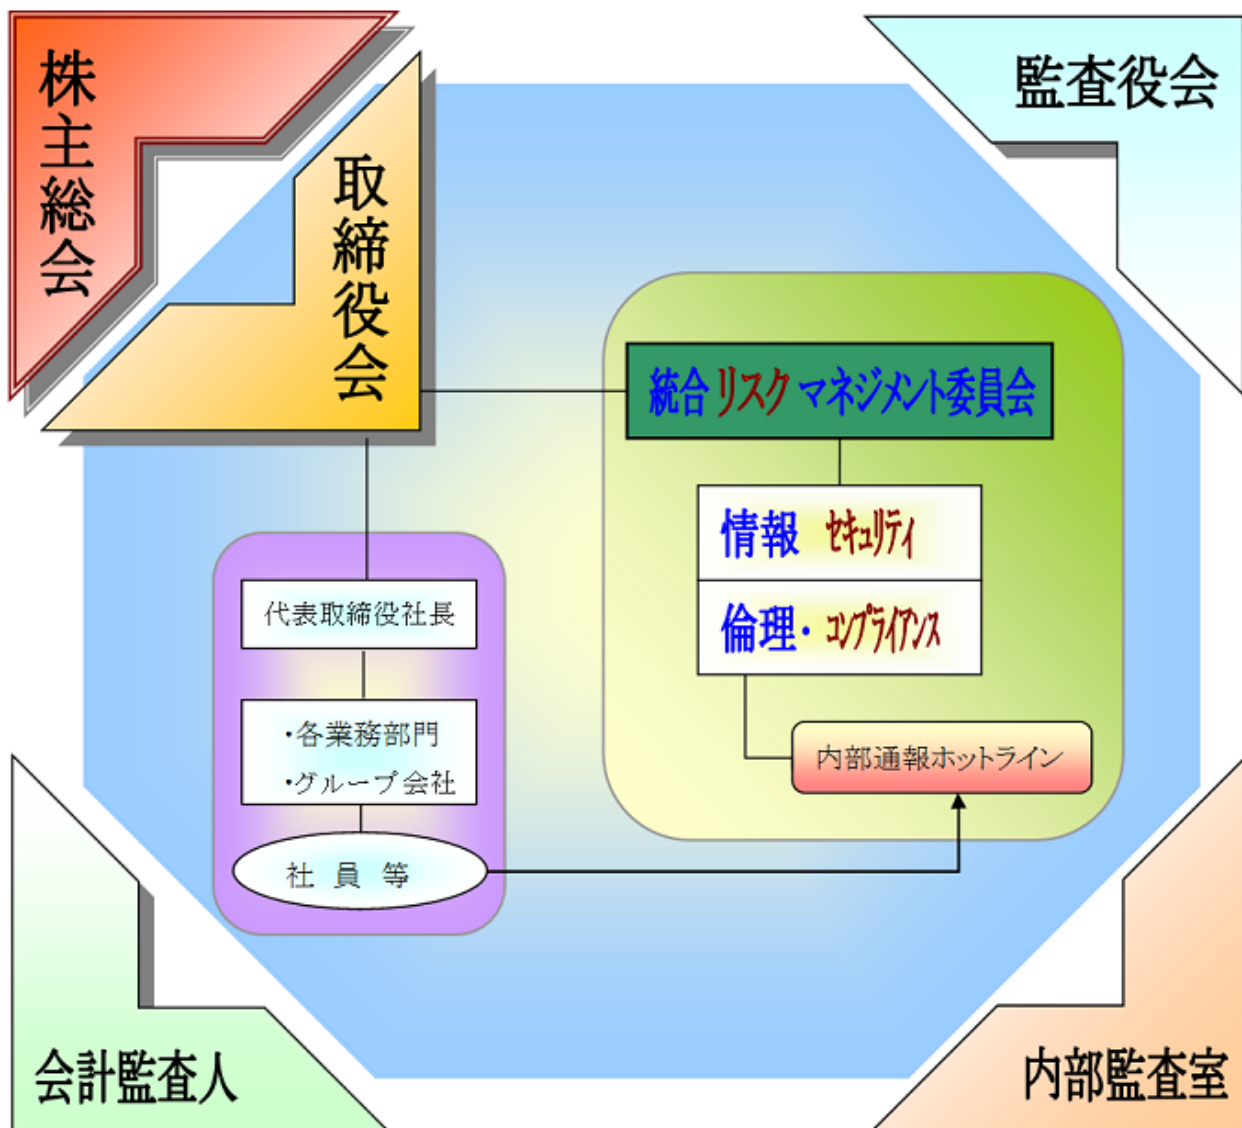 株主総会
監査役会
取締役会
統合リスクマネジメント委員会
情報 セキュリティ
倫理・コンプライアンス
内部通報ホットライン
代表取締役社長
・各業務部門
・グループ会社
社員等
会計監査人
内部監査室